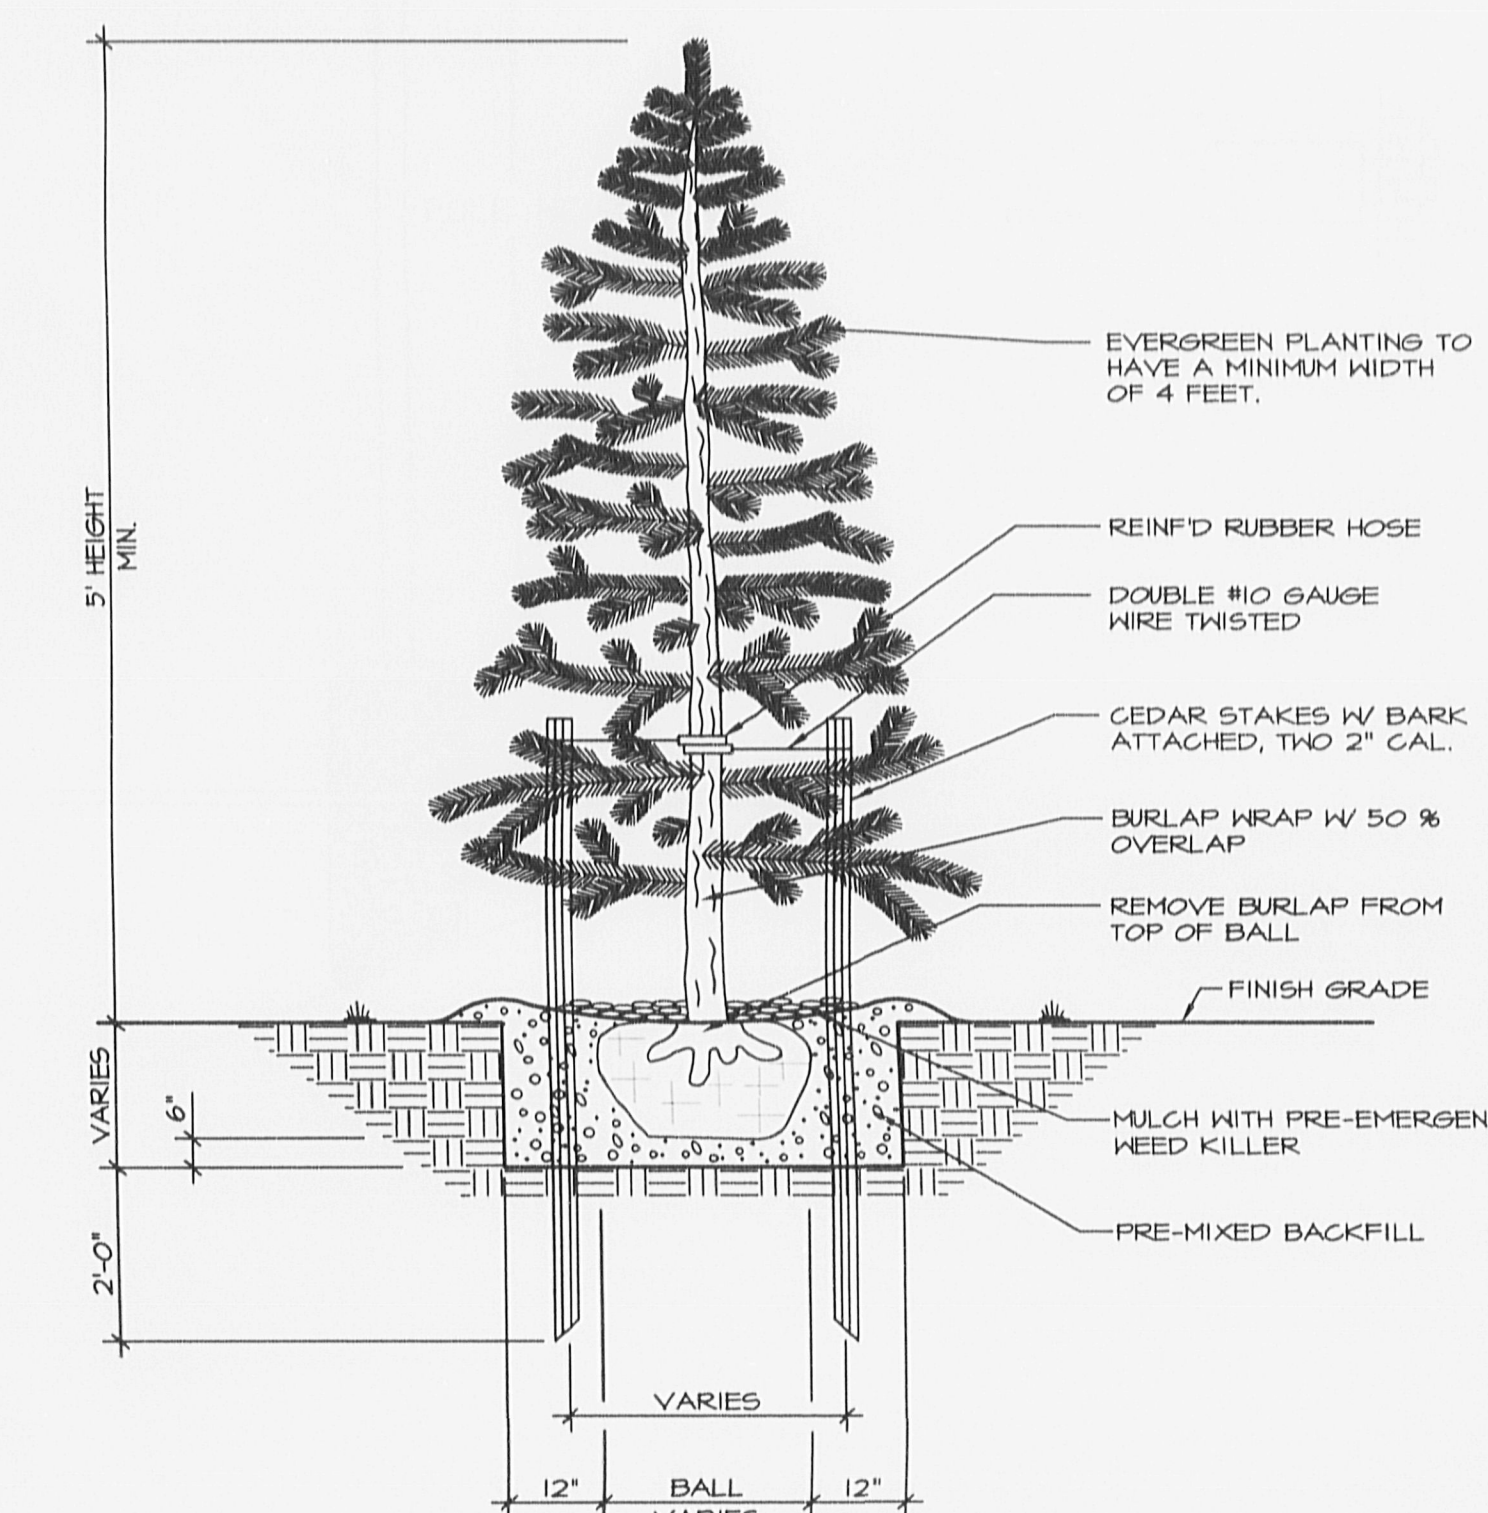 EVERGREEN PLANTING TO
HAVE A MINIMUM WIDTH
OF 4 FEET.
5' HEIGHT
MIN.
REINF'D RUBBER HOSE
DOUBLE #10 GAUGE
WIRE TWISTED
CEDAR STAKES W/ BARK
ATTACHED, TWO 2" CAL.
BURLAP WRAP W/ 50 %
OVERLAP
REMOVE BURLAP FROM
TOP OF BALL
FINISH GRADE
VARIES
6"
MULCH WITH PRE-EMERGEN
WEED KILLER
PRE-MIXED BACKFILL
2'-0"
VARIES
12"
BALL
12"
VARIES